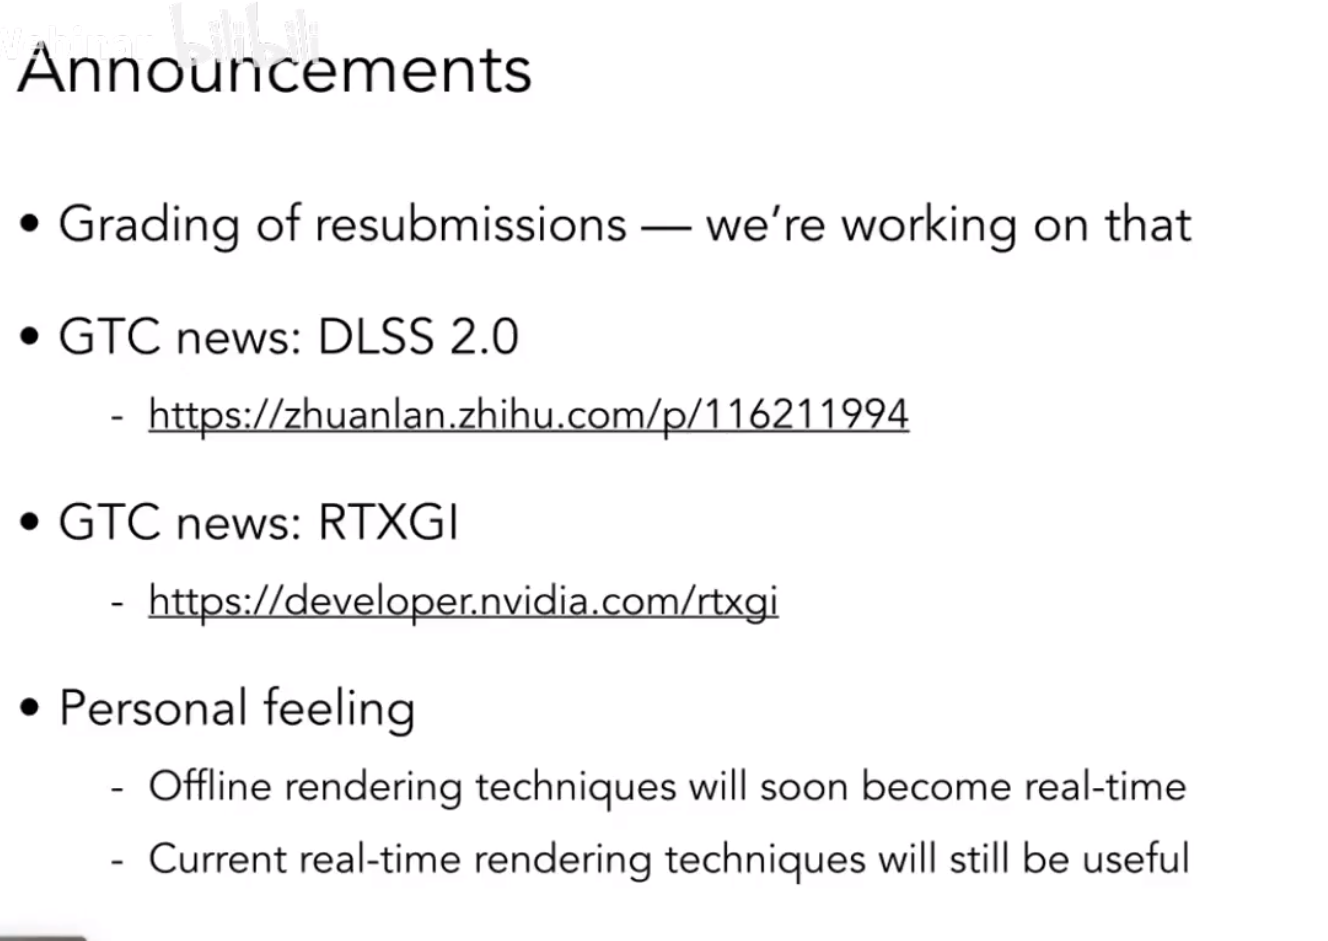 Webinar bilibili
Announcements
• Grading of resubmissions — we’re working on that
• GTC news: DLSS 2.0
- https://zhuanlan.zhihu.com/p/116211994
• GTC news: RTXGI
- https://developer.nvidia.com/rtxgi
• Personal feeling
- Offline rendering techniques will soon become real-time
- Current real-time rendering techniques will still be useful